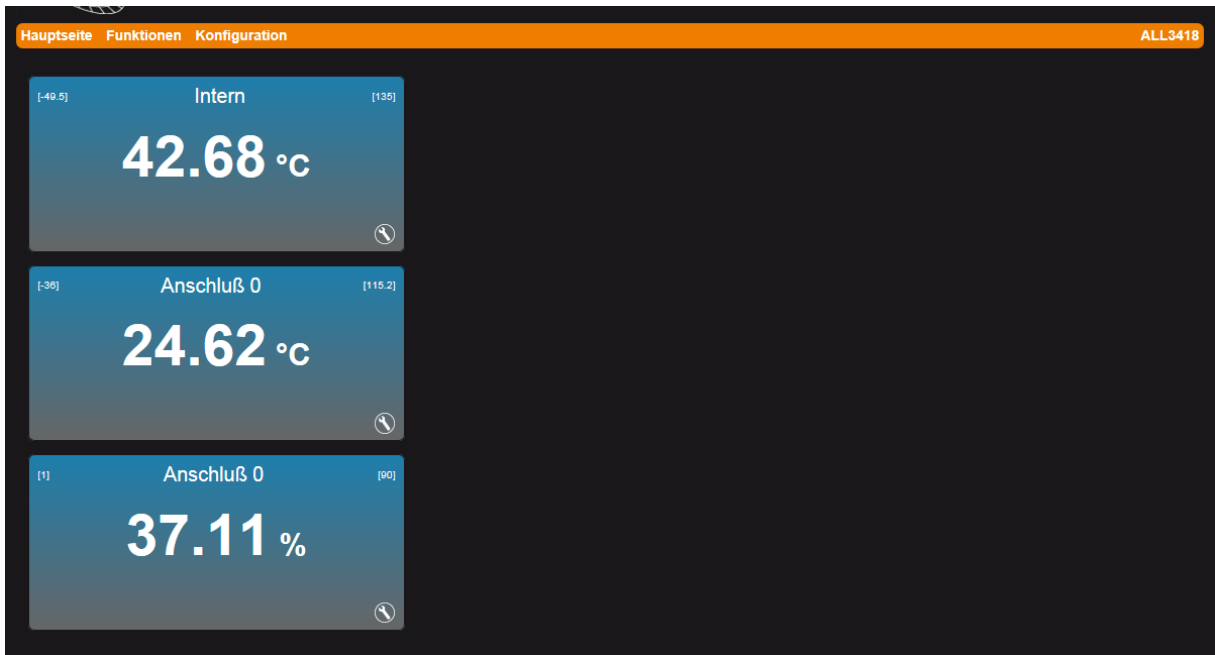 Hauptseite Funktionen Konfiguration ALL3418
[-49.5] Intern [135]
42.68 °C
[-36] Anschluß 0 [115.2]
24.62 °C
[1] Anschluß 0 [90]
37.11 %